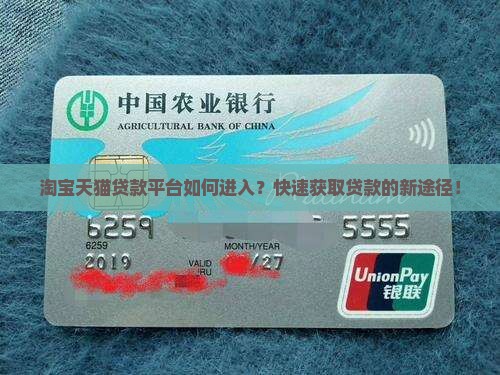 中国农业银行
AGRICULTURAL BANK OF CHINA
淘宝天猫贷款平台如何进入？快速获取贷款的新途径！
Platinum
6259 5555
6259
MONTH/YEAR
2019
VALID
THRU
/27
UnionPay
银联